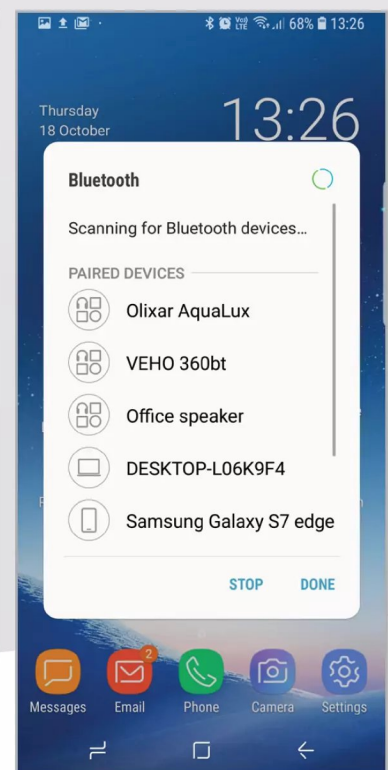 68% 13:26
Thursday
18 October
13:26
Bluetooth
Scanning for Bluetooth devices...
PAIRED DEVICES
Olixar AquaLux
VEHO 360bt
Office speaker
DESKTOP-L06K9F4
Samsung Galaxy S7 edge
STOP DONE
2
Messages Email Phone Camera Settings